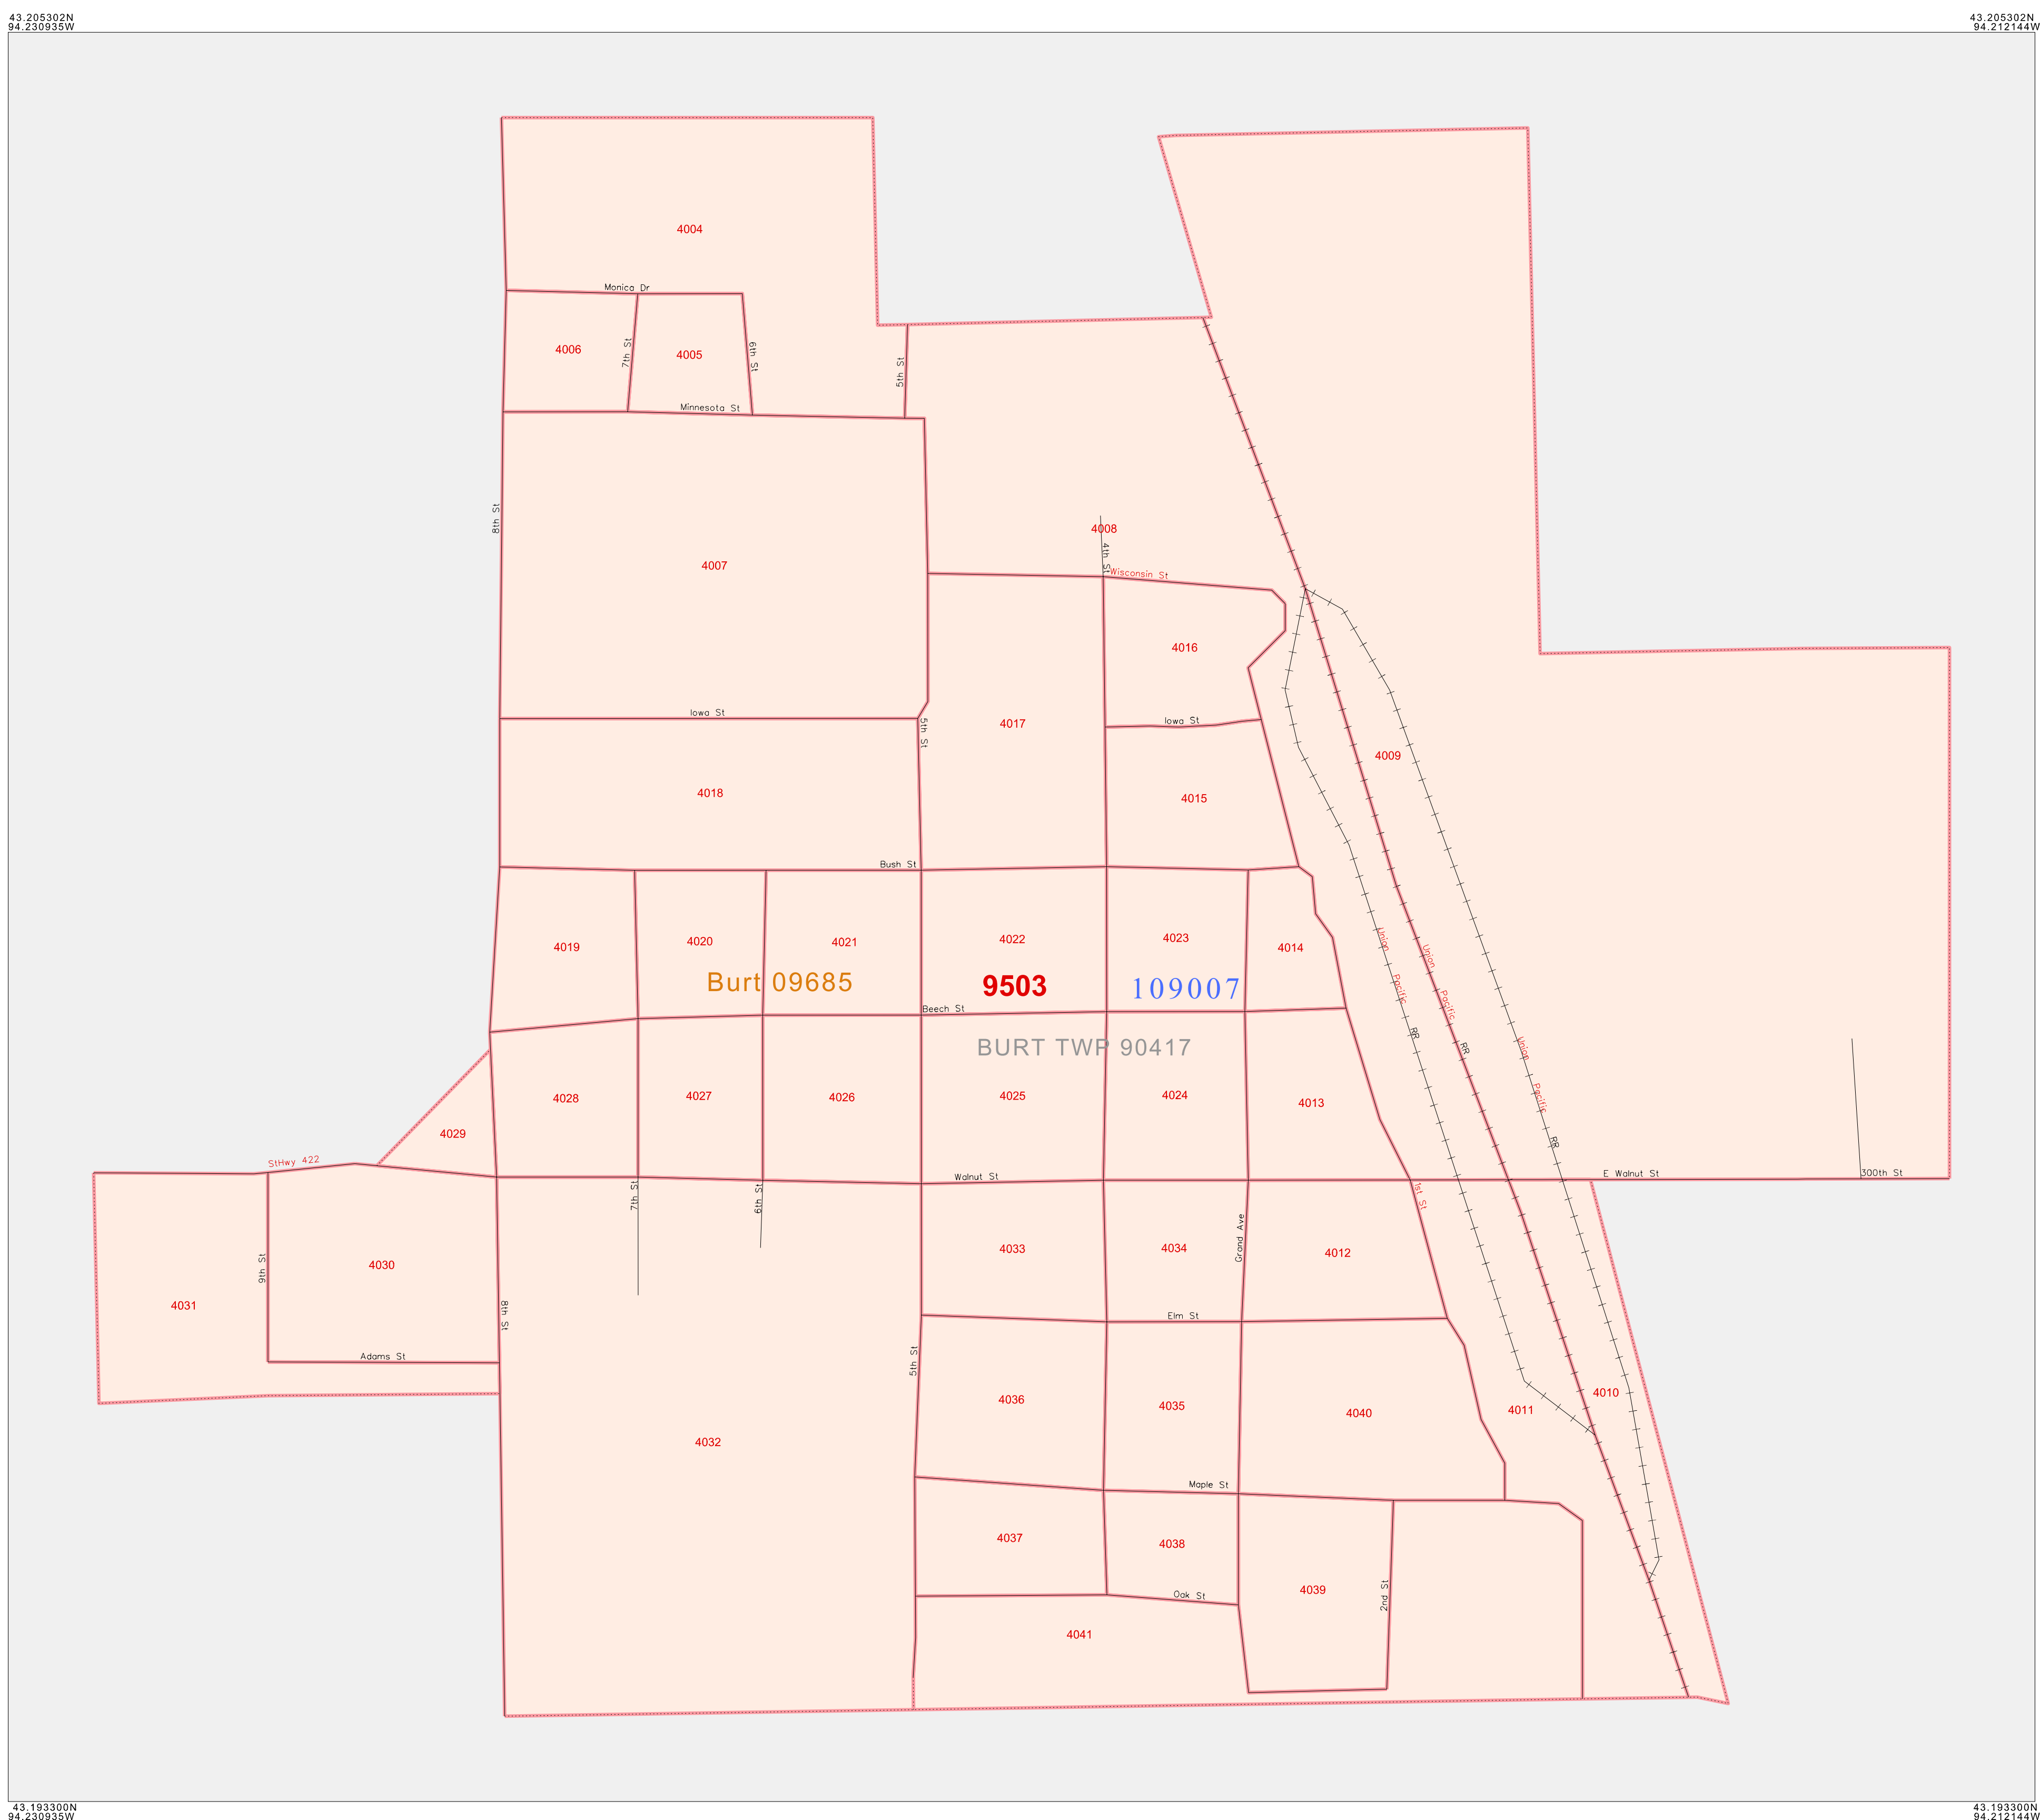 43.205302N
94.230935W
43.205302N
94.212144W
4004
Monica Dr
4006
7th St
4005
6th St
5th St
Minnesota St
8th St
4007
4008
4th St
Wisconsin St
4016
Iowa St
5th St
4017
Iowa St
4009
4018
4015
Bush St
4019
4020
4021
4022
4023
4014
Union Pacific RR
Union Pacific RR
Burt 09685
9503
109007
Beech St
BURT TWP 90417
Union Pacific RR
4028
4027
4026
4025
4024
4013
4029
StHwy 422
Walnut St
E Walnut St
300th St
7th St
6th St
1st St
9th St
4030
4031
8th St
4033
4034
Grand Ave
4012
Elm St
Adams St
5th St
4032
4036
4035
4040
4011
4010
Maple St
4037
4038
4039
2nd St
Oak St
4041
43.193300N
94.230935W
43.193300N
94.212144W